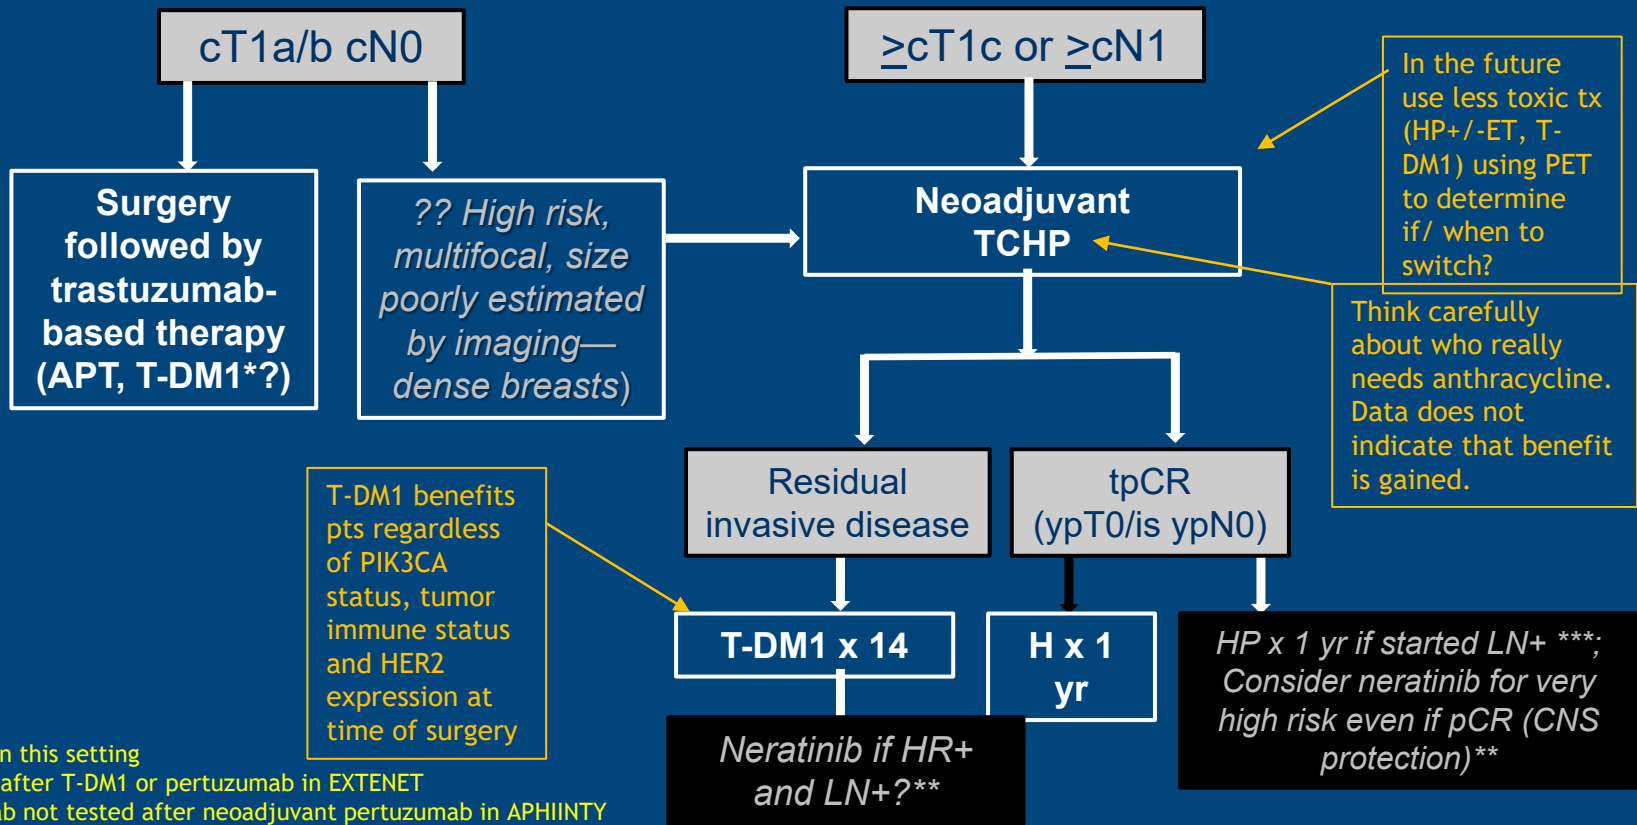 cT1a/b cN0
>cT1c or >cN1
In the future
use less toxic tx
(HP+/-ET, T-
DM1) using PET
to determine
if/ when to
switch?
Surgery
followed by
trastuzumab-
based therapy
(APT, T-DM1*?)
?? High risk,
multifocal, size
poorly estimated
by imaging—
dense breasts)
Neoadjuvant
TCHP
Think carefully
about who really
needs anthracycline.
Data does not
indicate that benefit
is gained.
T-DM1 benefits
pts regardless
of PIK3CA
status, tumor
immune status
and HER2
expression at
time of surgery
Residual
invasive disease
tpCR
(ypT0/is ypN0)
T-DM1 x 14
H x 1
yr
HP x 1 yr if started LN+ ***;
Consider neratinib for very
high risk even if pCR (CNS
protection)**
Neratinib if HR+
and LN+?**
n this setting
after T-DM1 or pertuzumab in EXTENET
ab not tested after neoadjuvant pertuzumab in APHIINTY